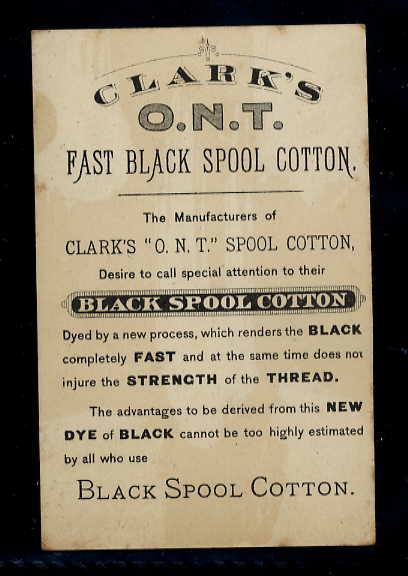 CLARK'S
O.N.T.
FAST BLACK SPOOL COTTON.
The Manufacturers of
CLARK'S "O. N. T." SPOOL COTTON,
Desire to call special attention to their
BLACK SPOOL COTTON
Dyed by a new process, which renders the BLACK
completely FAST and at the same time does not
injure the STRENGTH of the THREAD.
The advantages to be derived from this NEW
DYE of BLACK cannot be too highly estimated
by all who use
BLACK SPOOL COTTON.